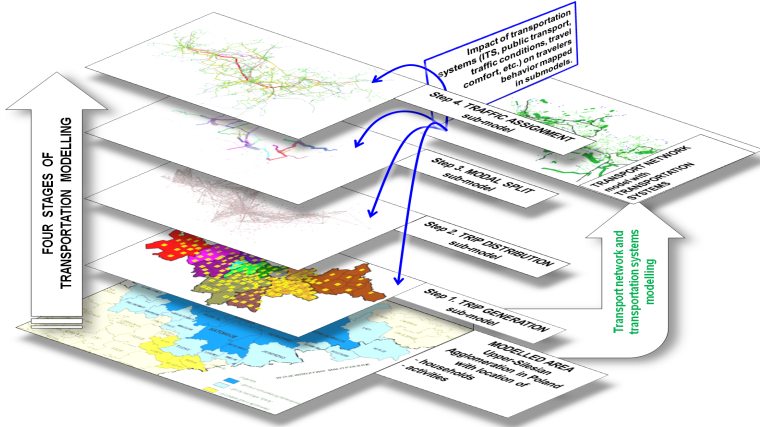 Impact of transportation
systems (ITS, public transport,
traffic conditions, travel
comfort, etc.) on travelers
behavior mapped
in submodels.
Step 4. TRAFFIC ASSIGNMENT
sub-model
TRANSPORT NETWORK
model with
TRANSPORTATION
SYSTEMS
Step 3. MODAL SPLIT
sub-model
Step 2. TRIP DISTRIBUTION
sub-model
Step 1. TRIP GENERATION
sub-model
MODELLED AREA
Upper-Silesian
Agglomeration in Poland
with location of
- households
- activities
FOUR STAGES OF
TRANSPORTATION MODELLING
Transport network and
transportation systems
modelling